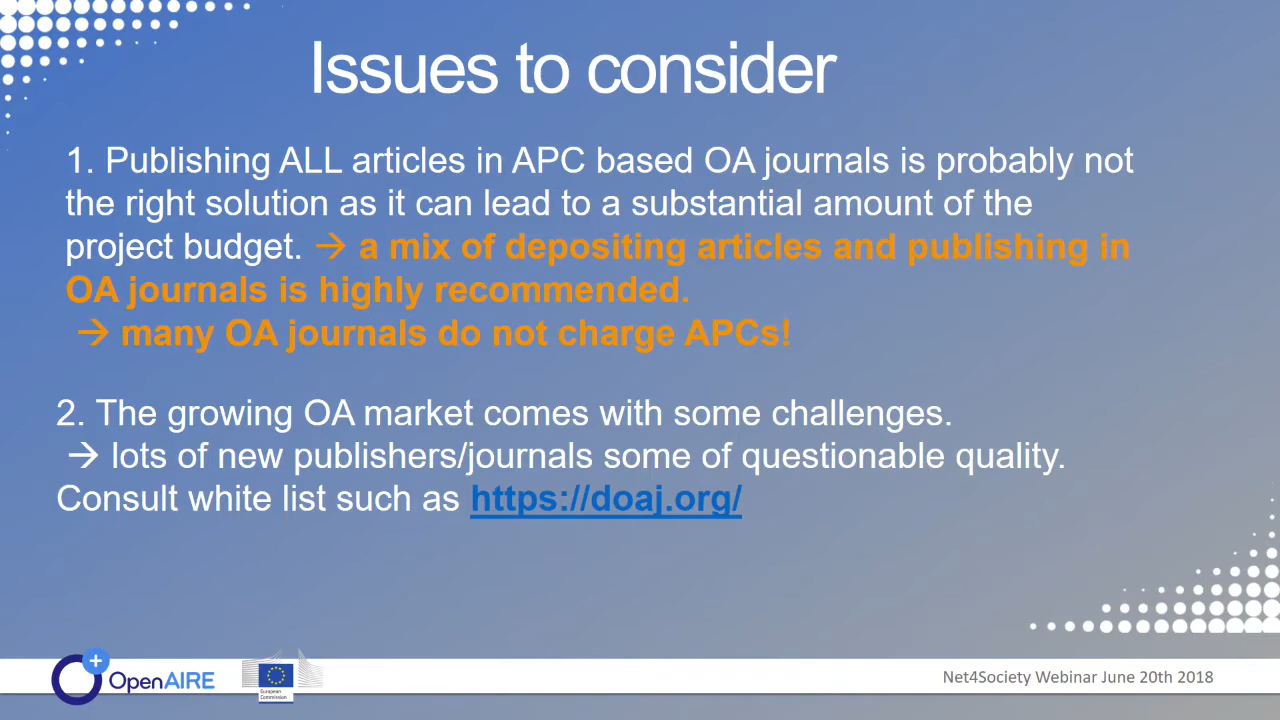 Issues to consider
1. Publishing ALL articles in APC based OA journals is probably not
the right solution as it can lead to a substantial amount of the
project budget. → a mix of depositing articles and publishing in
OA journals is highly recommended.
→ many OA journals do not charge APCs!
2. The growing OA market comes with some challenges.
→ lots of new publishers/journals some of questionable quality.
Consult white list such as https://doaj.org/
OpenAIRE
European
Commission
Net4Society Webinar June 20th 2018